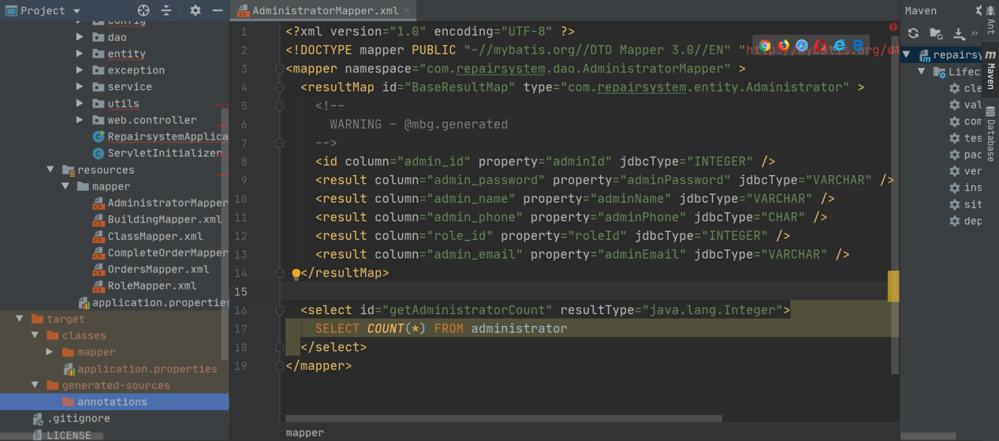 Project
AdministratorMapper.xml
Maven
config
dao
entity
exception
service
utils
web.controller
RepairsystemApplica
ServletInitializer
resources
mapper
AdministratorMapper
BuildingMapper.xml
ClassMapper.xml
CompleteOrderMapper
OrdersMapper.xml
RoleMapper.xml
application.properties
target
classes
mapper
application.properties
generated-sources
annotations
.gitignore
LICENSE
1 <?xml version="1.0" encoding="UTF-8" ?>
2 <!DOCTYPE mapper PUBLIC "-//mybatis.org//DTD Mapper 3.0//EN" "http://mybatis.org/dt
3 <mapper namespace="com.repairsystem.dao.AdministratorMapper" >
4 <resultMap id="BaseResultMap" type="com.repairsystem.entity.Administrator" >
5 <!--
6 WARNING - @mbg.generated
7 -->
8 <id column="admin_id" property="adminId" jdbcType="INTEGER" />
9 <result column="admin_password" property="adminPassword" jdbcType="VARCHAR" />
10 <result column="admin_name" property="adminName" jdbcType="VARCHAR" />
11 <result column="admin_phone" property="adminPhone" jdbcType="CHAR" />
12 <result column="role_id" property="roleId" jdbcType="INTEGER" />
13 <result column="admin_email" property="adminEmail" jdbcType="VARCHAR" />
14 </resultMap>
15
16 <select id="getAdministratorCount" resultType="java.lang.Integer">
17 SELECT COUNT(*) FROM administrator
18 </select>
19 </mapper>
mapper
repairsy
Lifec
cle
val
com
tes
pac
ver
ins
sit
dep
Ant
Maven
Database